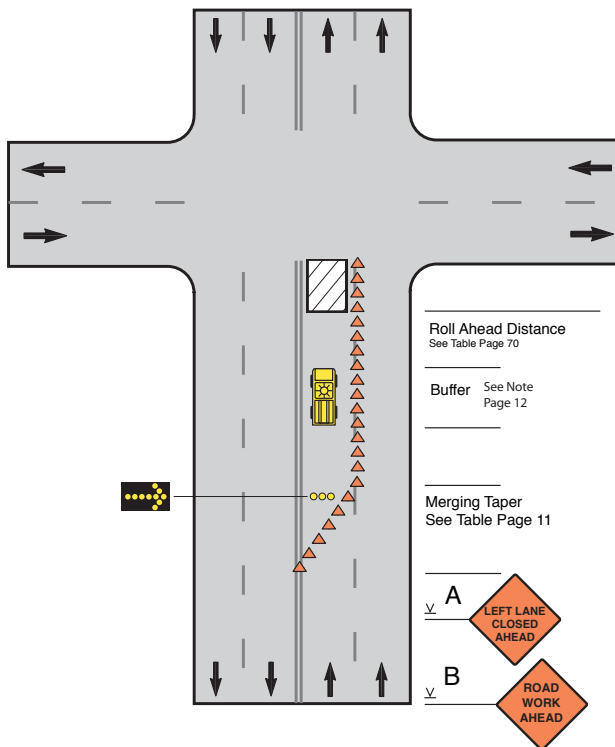 Roll Ahead Distance
See Table Page 70
Buffer See Note
Page 12
Merging Taper
See Table Page 11
A
LEFT LANE
CLOSED
AHEAD
B
ROAD
WORK
AHEAD